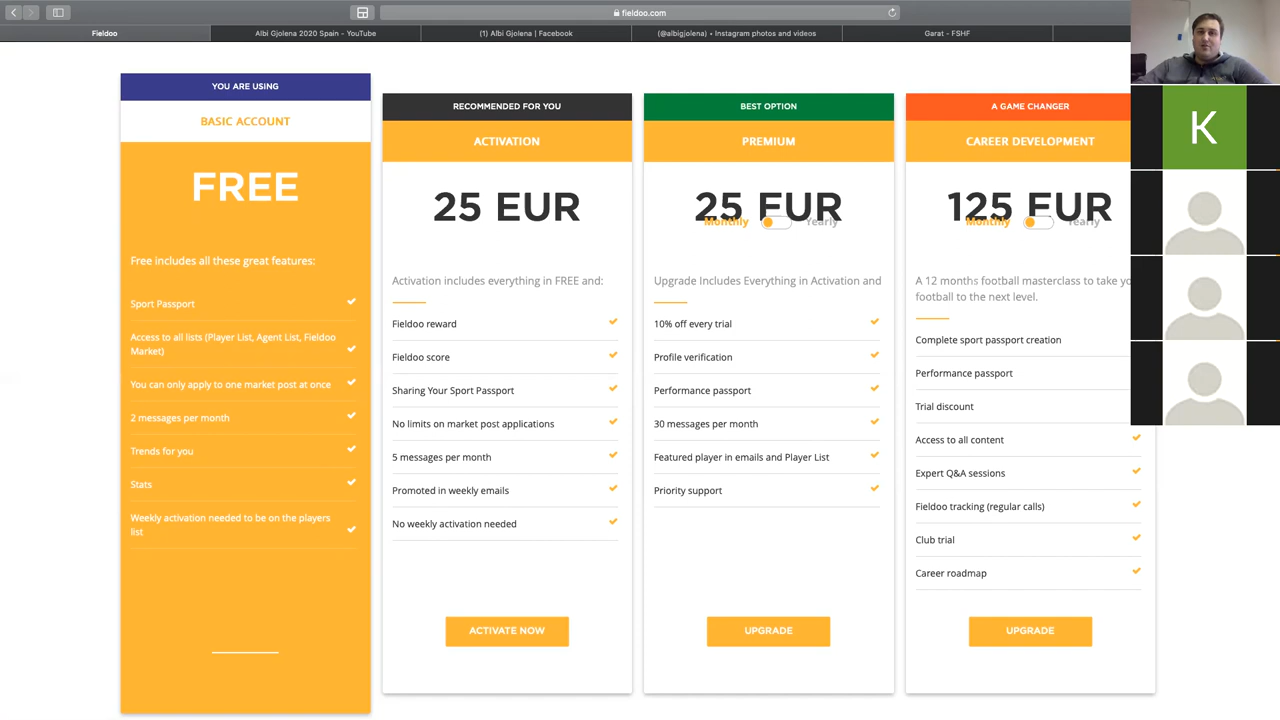 fieldoo.com
Fieldoo
Albi Gjolena 2020 Spain - YouTube
(1) Albi Gjolena | Facebook
(@albigjolena) • Instagram photos and videos
Garat - FSHF
YOU ARE USING
BASIC ACCOUNT
FREE
Free includes all these great features:
Sport Passport
Access to all lists (Player List, Agent List, Fieldoo
Market)
You can only apply to one market post at once
2 messages per month
Trends for you
Stats
Weekly activation needed to be on the players
list
RECOMMENDED FOR YOU
ACTIVATION
25 EUR
Activation includes everything in FREE and:
Fieldoo reward
Fieldoo score
Sharing Your Sport Passport
No limits on market post applications
5 messages per month
Promoted in weekly emails
No weekly activation needed
ACTIVATE NOW
BEST OPTION
PREMIUM
25 EUR
Monthly Yearly
Upgrade Includes Everything in Activation and
10% off every trial
Profile verification
Performance passport
30 messages per month
Featured player in emails and Player List
Priority support
UPGRADE
A GAME CHANGER
CAREER DEVELOPMENT
125 EUR
Monthly Yearly
A 12 months football masterclass to take yo
football to the next level.
Complete sport passport creation
Performance passport
Trial discount
Access to all content
Expert Q&A sessions
Fieldoo tracking (regular calls)
Club trial
Career roadmap
UPGRADE
K